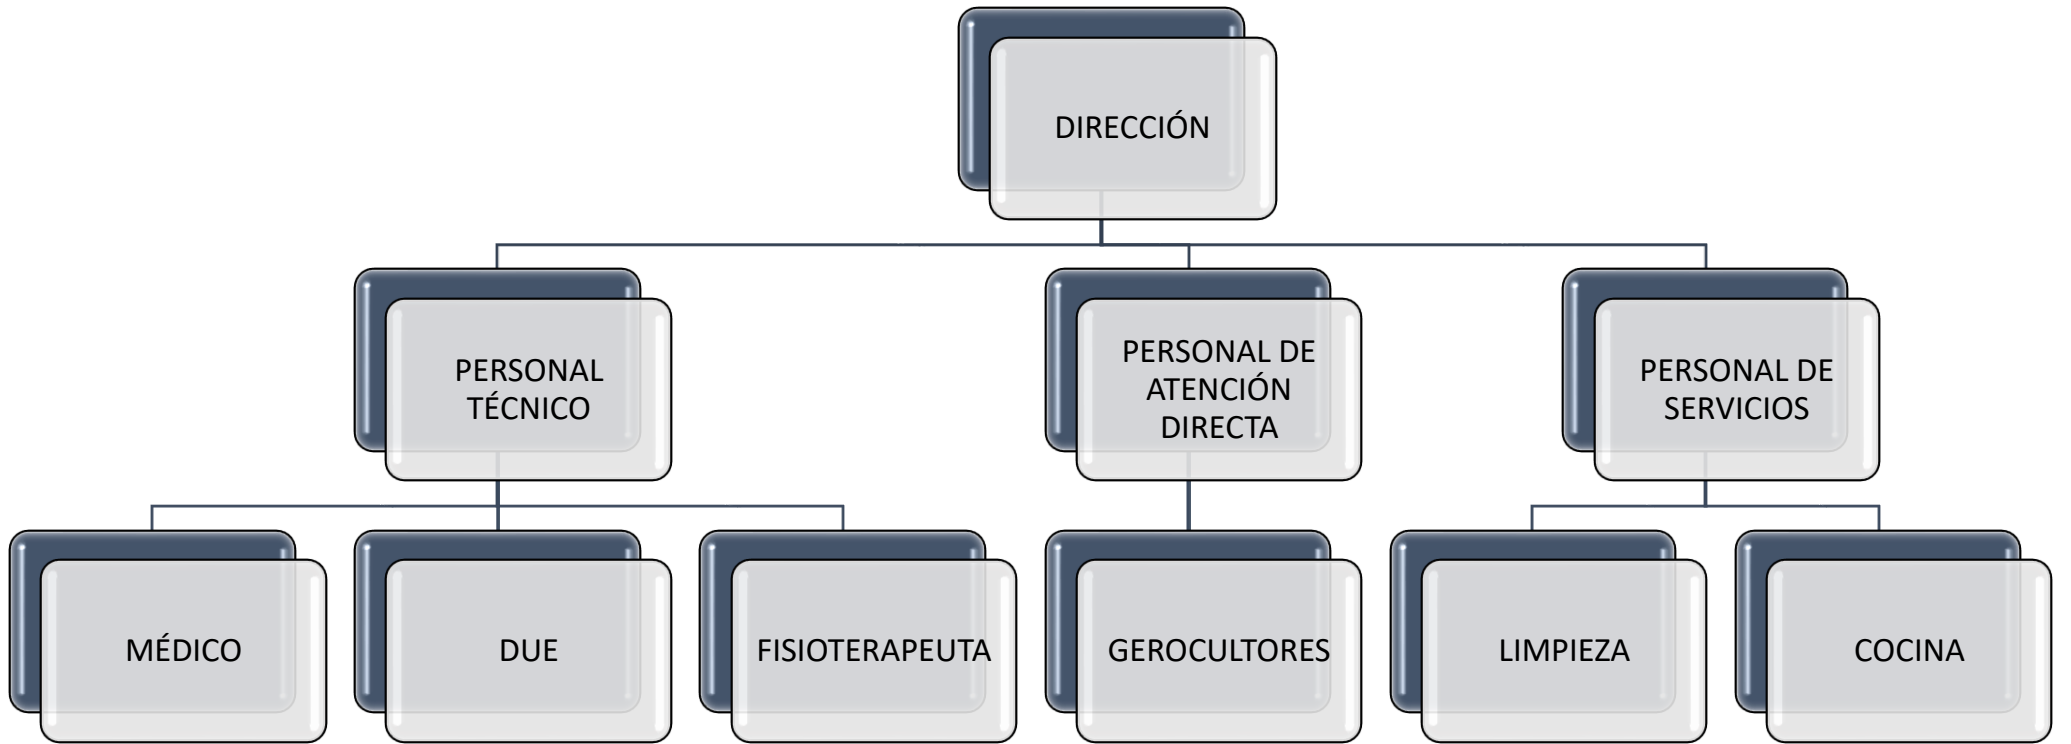 DIRECCIÓN
PERSONAL
TÉCNICO
PERSONAL DE
ATENCIÓN
DIRECTA
PERSONAL DE
SERVICIOS
MÉDICO
DUE
FISIOTERAPEUTA
GEROCULTORES
LIMPIEZA
COCINA